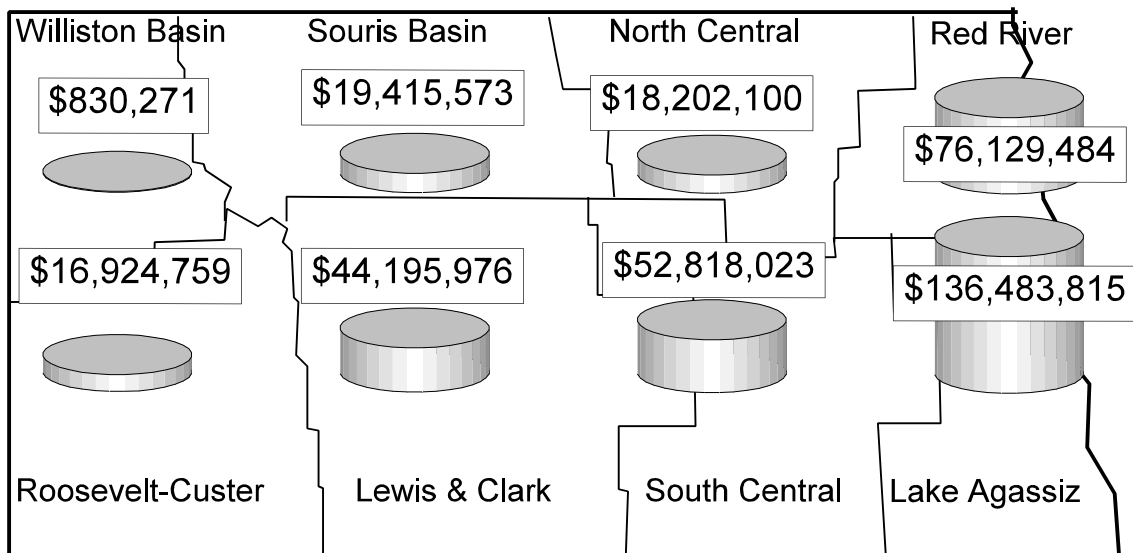 Williston Basin
Souris Basin
North Central
Red River
$830,271
$19,415,573
$18,202,100
$76,129,484
$16,924,759
$44,195,976
$52,818,023
$136,483,815
Roosevelt-Custer
Lewis & Clark
South Central
Lake Agassiz